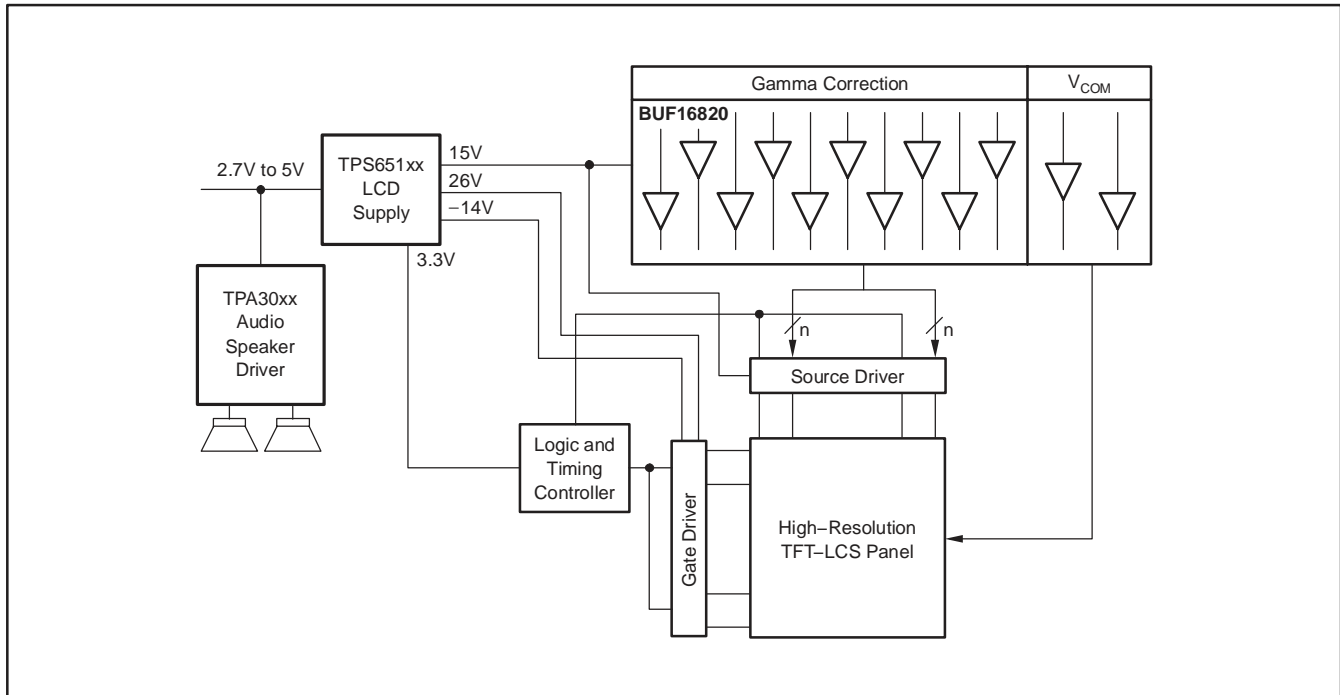 Gamma Correction
V_COM
BUF16820
2.7V to 5V
TPS651xx
LCD
Supply
15V
26V
−14V
3.3V
TPA30xx
Audio
Speaker
Driver
n
n
Source Driver
Logic and
Timing
Controller
Gate Driver
High−Resolution
TFT−LCS Panel